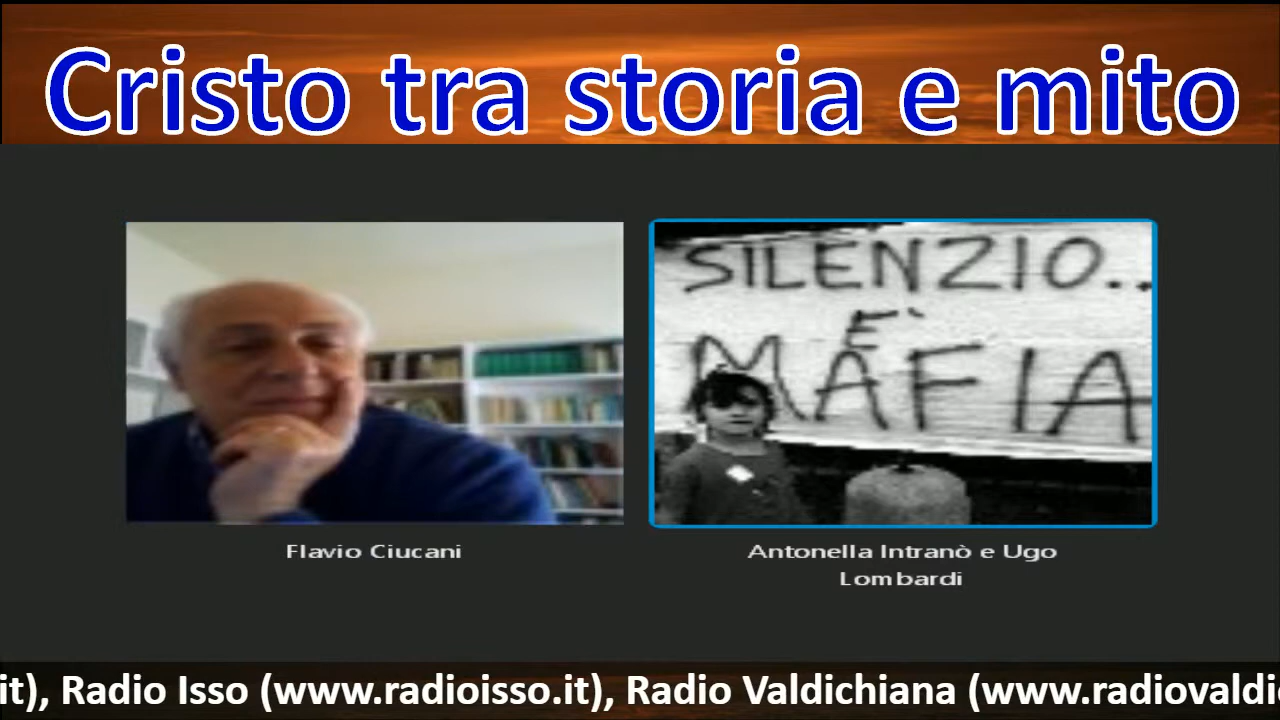 Cristo tra storia e mito
SILENZIO..
E'
MAFIA
Flavio Ciucani
Antonella Intranò e Ugo
Lombardi
it), Radio Isso (www.radioisso.it), Radio Valdichiana (www.radiovaldic